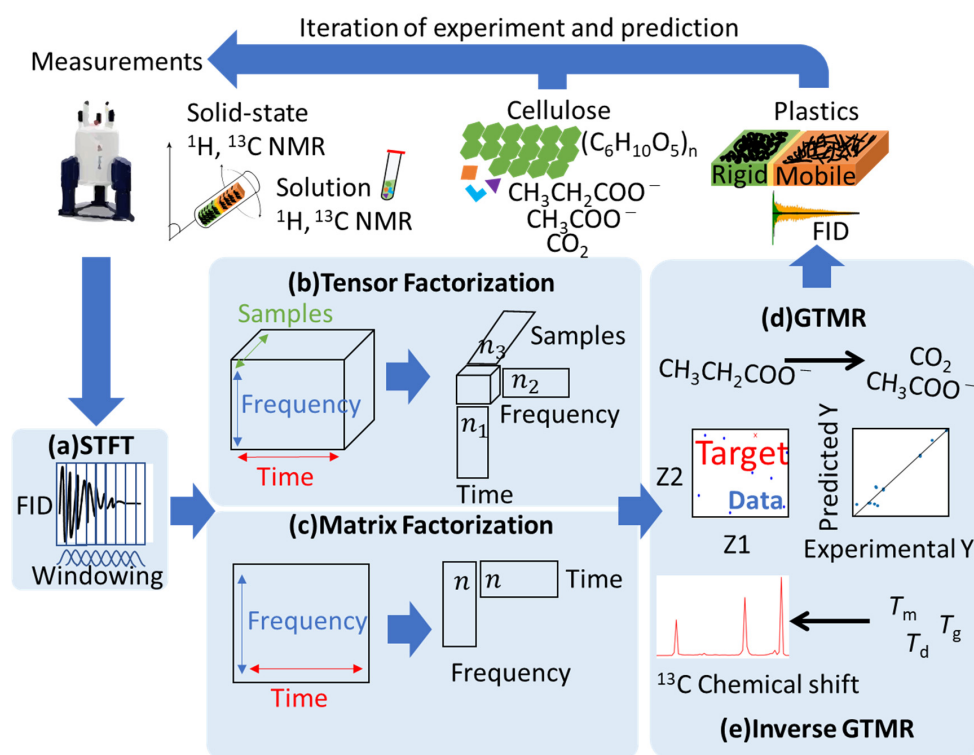 Iteration of experiment and prediction
Measurements
Solid-state
¹H, ¹³C NMR
Solution
¹H, ¹³C NMR
Cellulose
(C₆H₁₀O₅)ₙ
CH₃CH₂COO⁻
CH₃COO⁻
CO₂
Plastics
Rigid
Mobile
FID
(a)STFT
FID
Windowing
(b)Tensor Factorization
Samples
Frequency
Time
n₃
Samples
n₂
Frequency
n₁
Time
(c)Matrix Factorization
Frequency
Time
n
n
Time
Frequency
(d)GTMR
CH₃CH₂COO⁻
CO₂
CH₃COO⁻
Z2
Target
Data
Z1
Predicted Y
Experimental Y
¹³C Chemical shift
Tₘ
T_d
T_g
(e)Inverse GTMR